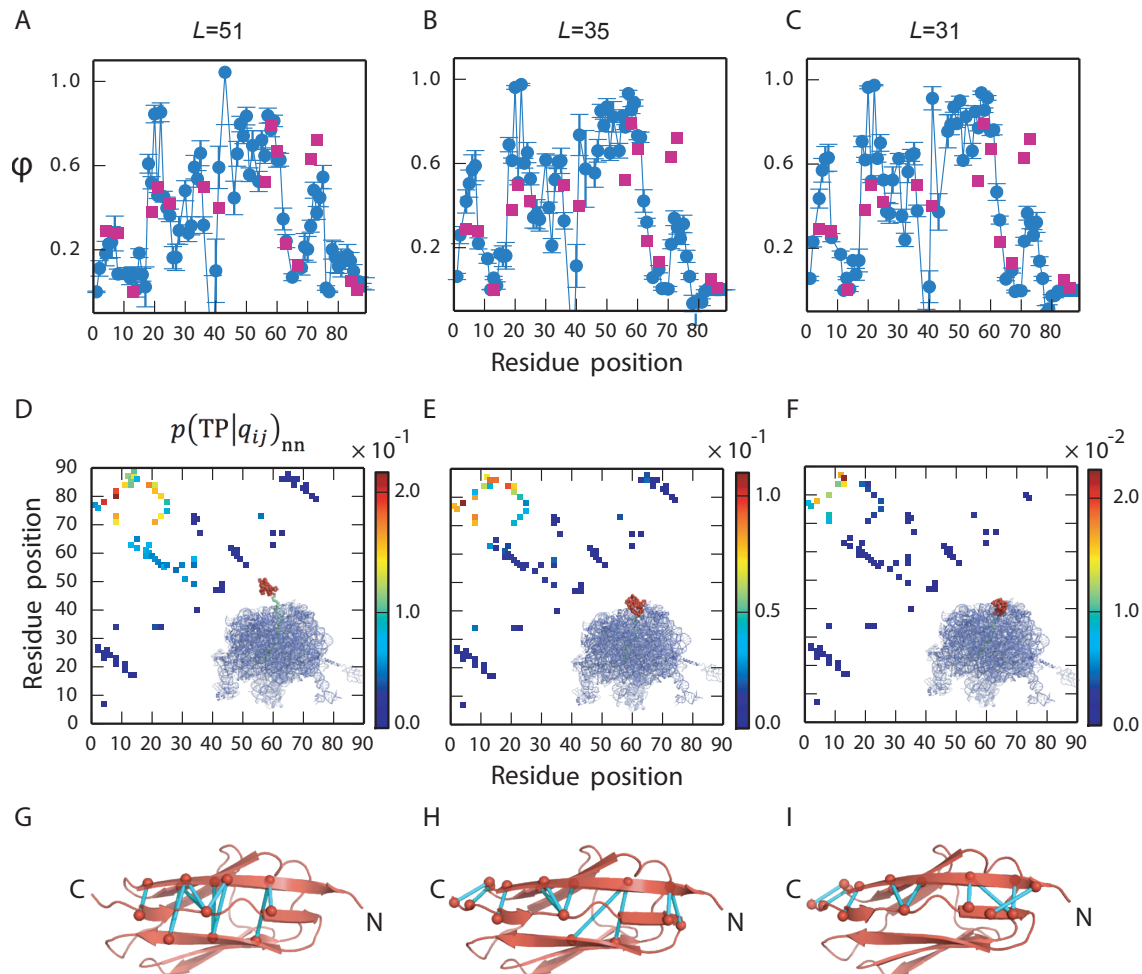 A
L=51
B
L=35
C
L=31
φ
1.0
0.6
0.2
0 10 20 30 40 50 60 70 80
1.0
0.6
0.2
0 10 20 30 40 50 60 70 80
1.0
0.6
0.2
0 10 20 30 40 50 60 70 80
Residue position
D
E
F
p(TP|q_ij)_nn
× 10⁻¹
× 10⁻¹
× 10⁻²
Residue position
90
80
70
60
50
40
30
20
10
0
0 10 20 30 40 50 60 70 80 90
2.0
1.0
0.0
0 10 20 30 40 50 60 70 80 90
1.0
0.5
0.0
0 10 20 30 40 50 60 70 80 90
2.0
1.0
0.0
Residue position
G
C
N
H
C
N
I
C
N